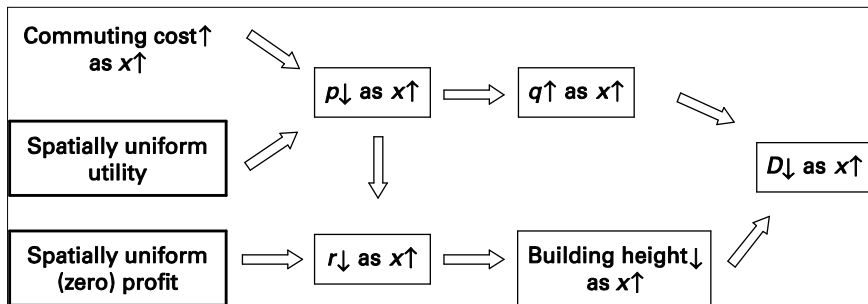 Commuting cost↑
as x↑
p↓ as x↑
q↑ as x↑
Spatially uniform
utility
D↓ as x↑
Spatially uniform
(zero) profit
r↓ as x↑
Building height↓
as x↑